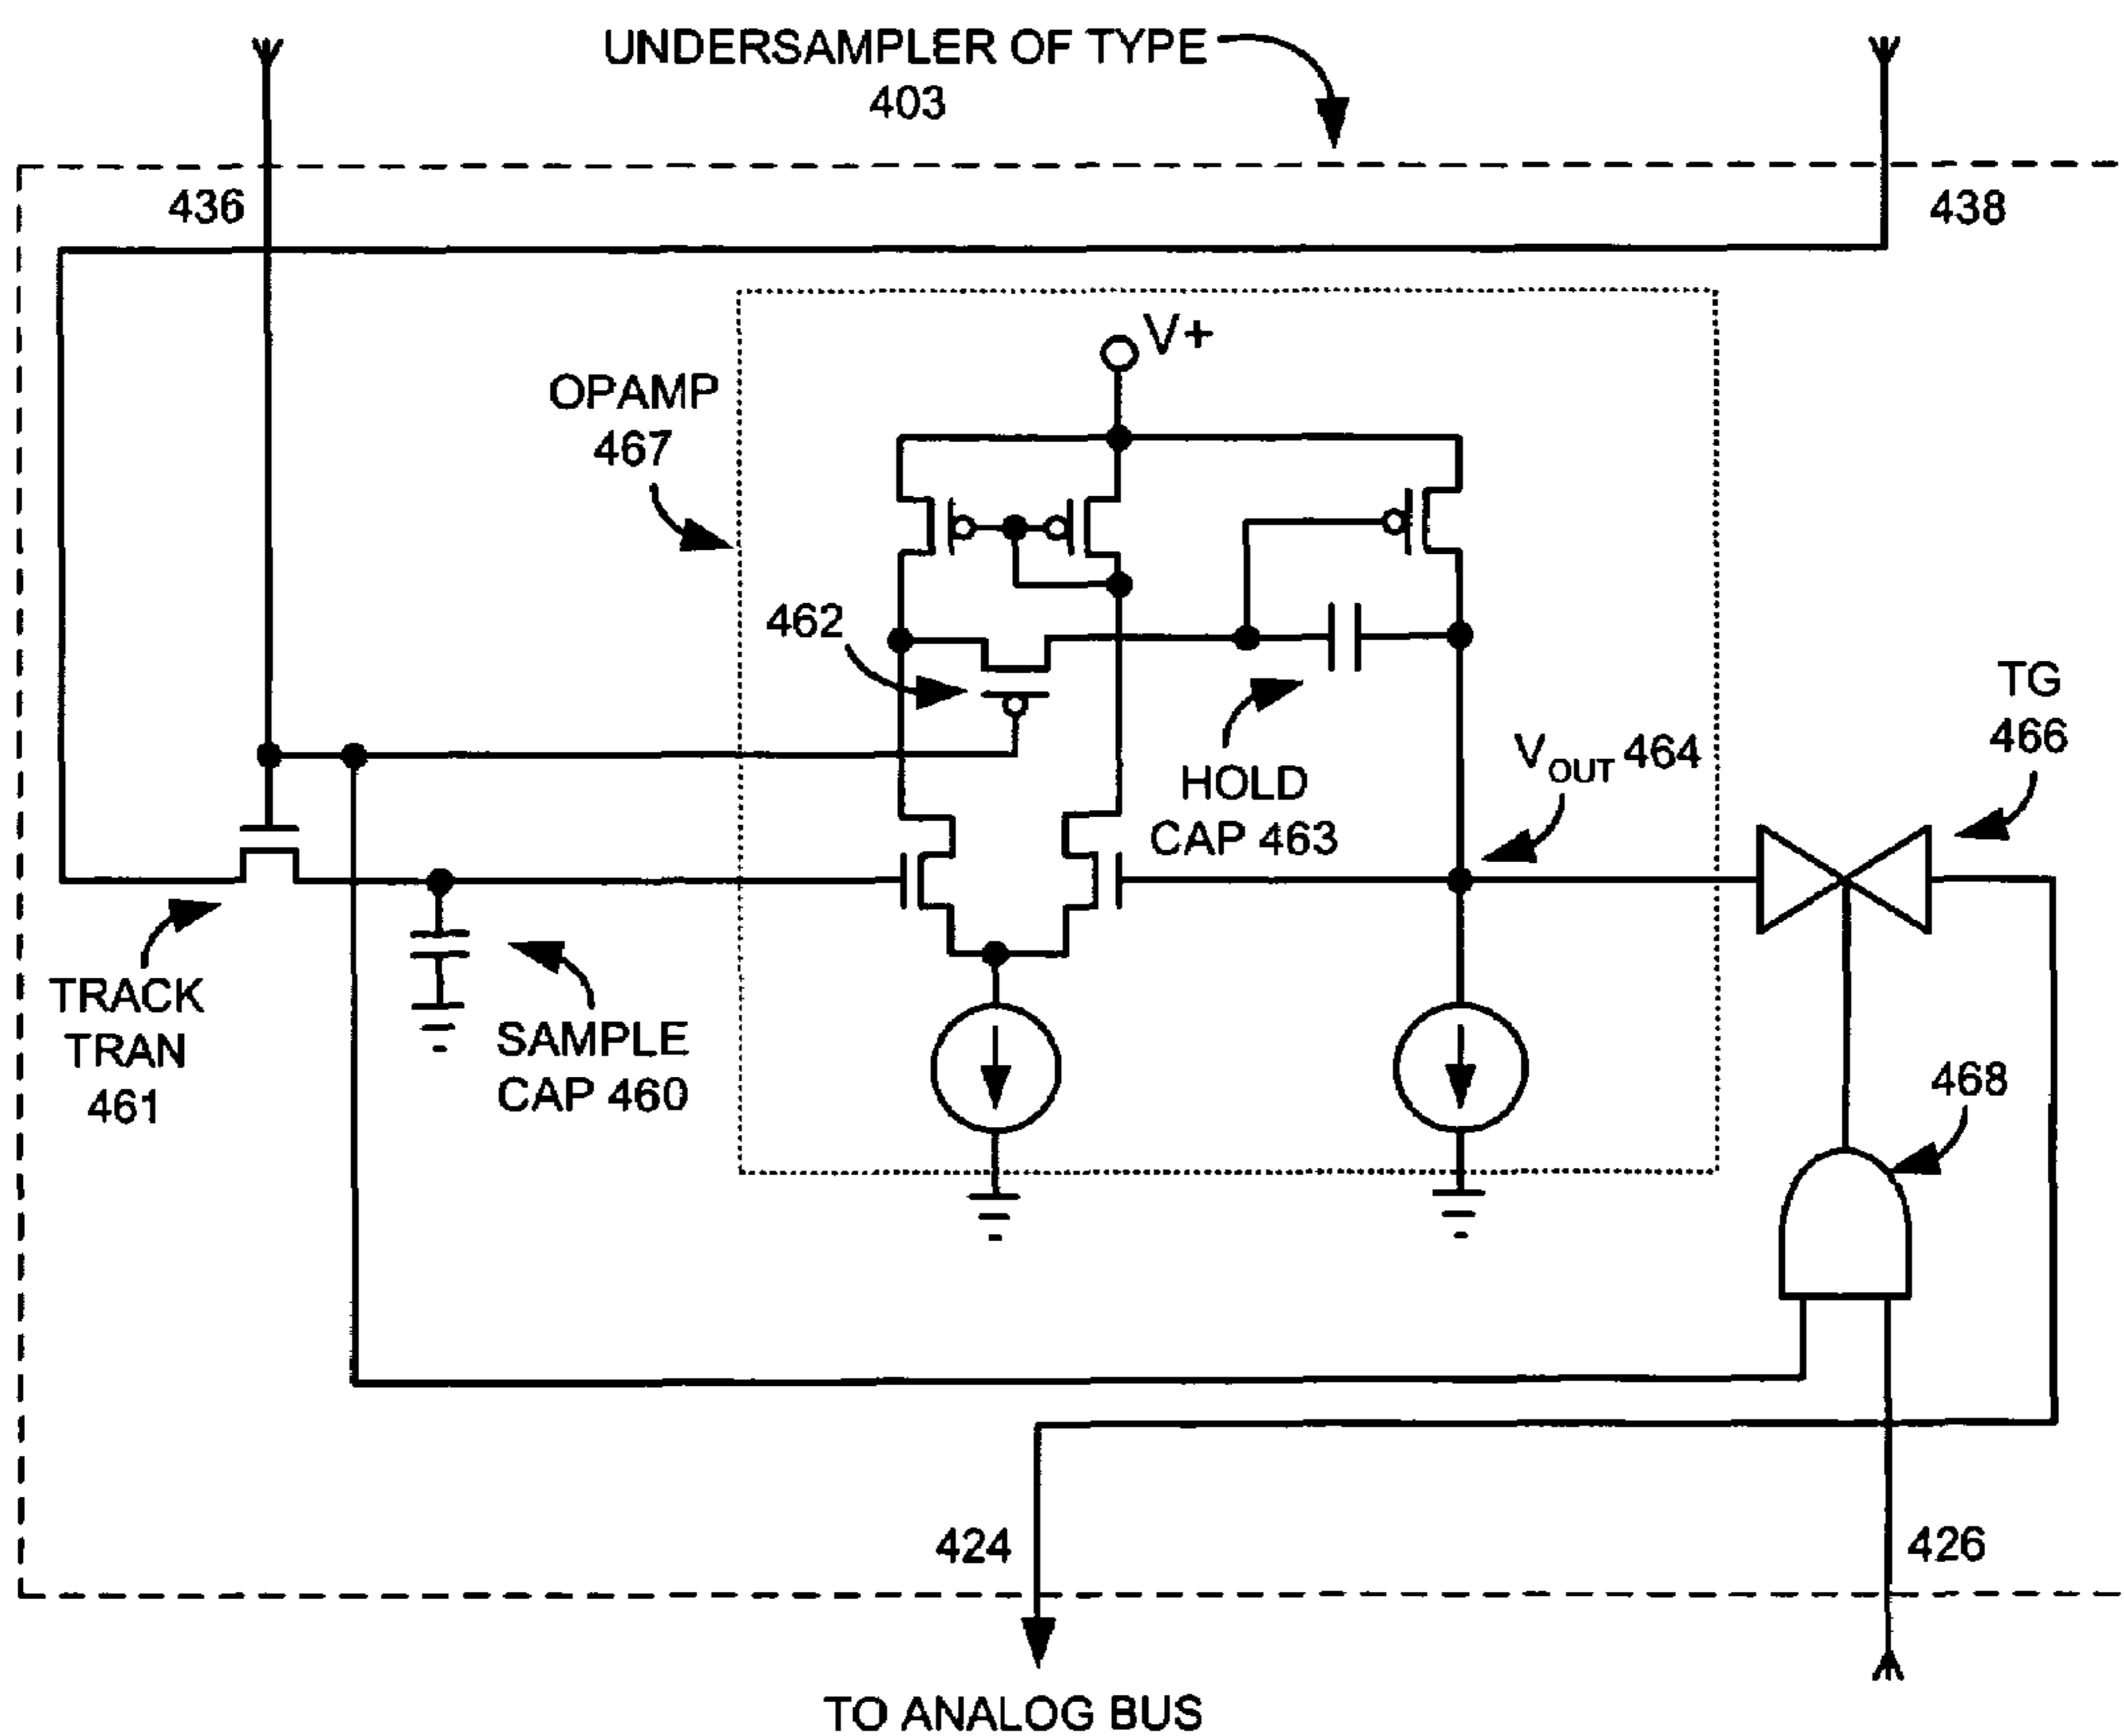 UNDERSAMPLER OF TYPE
403
436
438
V+
OPAMP
467
462
TG
466
VOUT 464
HOLD
CAP 463
TRACK
TRAN
461
SAMPLE
CAP 460
468
424
426
TO ANALOG BUS